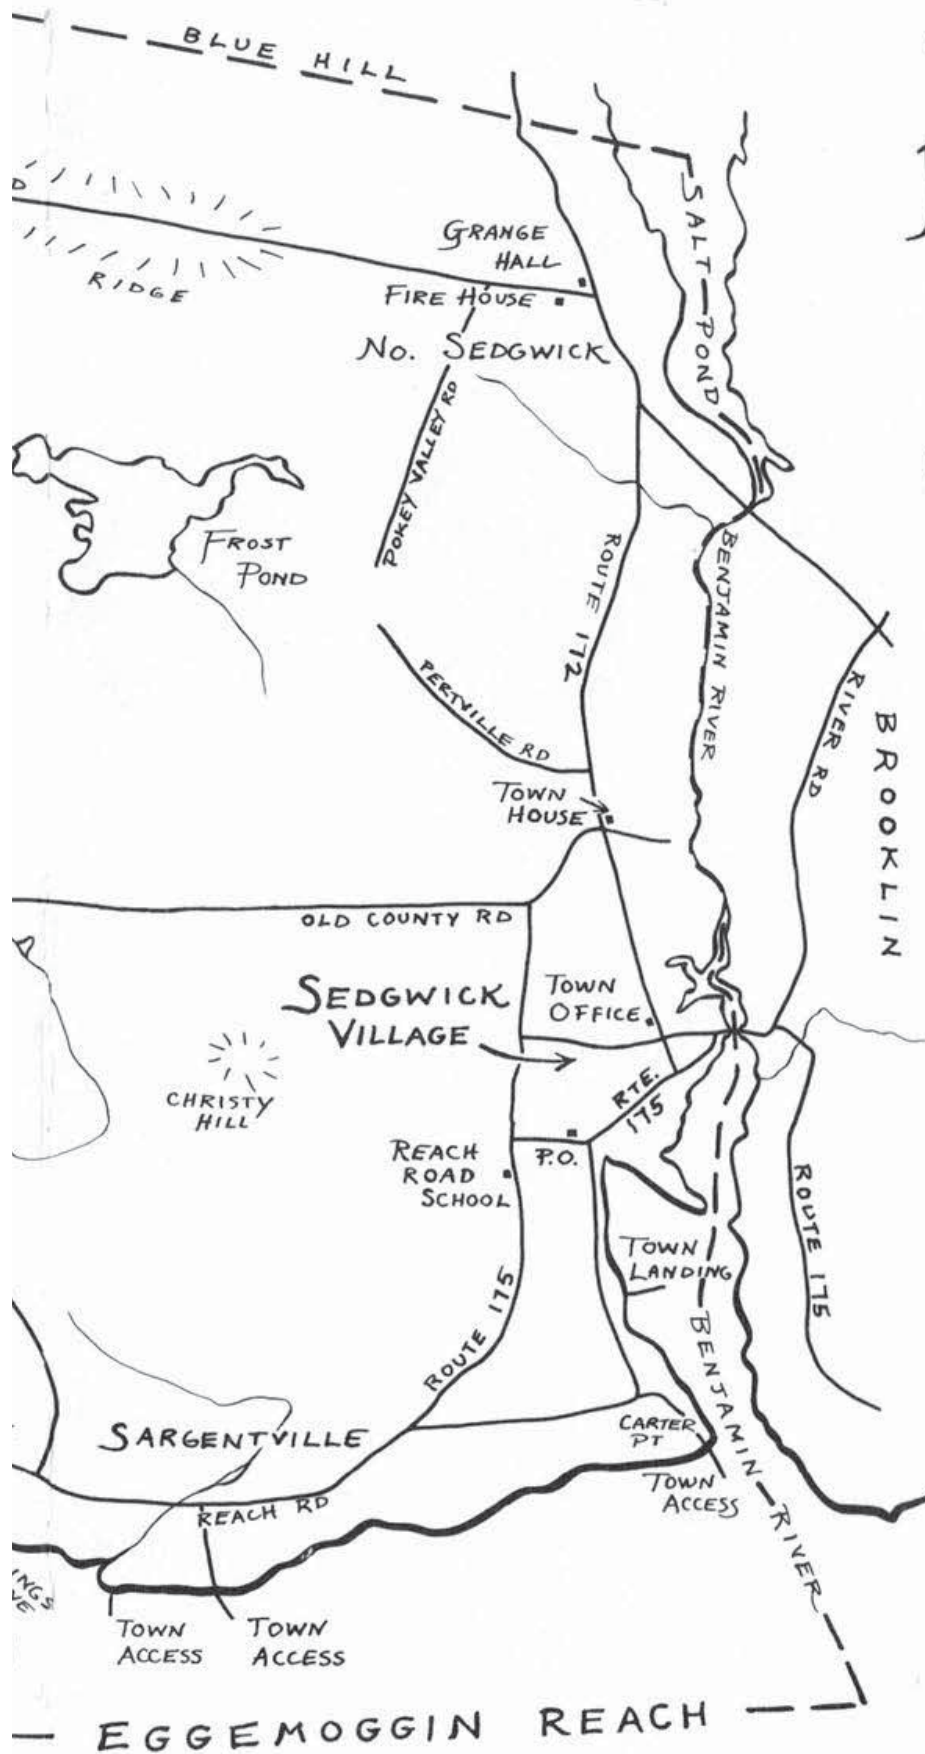 BLUE HILL
SALT POND
GRANGE
HALL
RIDGE
FIRE HOUSE
No. SEDGWICK
POKEY VALLEY RD
FROST
POND
ROUTE 172
BENJAMIN RIVER
PERTVILLE RD
RIVER RD
BROOKLIN
TOWN
HOUSE
OLD COUNTY RD
SEDGWICK
VILLAGE
TOWN
OFFICE
CHRISTY
HILL
RTE.
175
P.O.
REACH
ROAD
SCHOOL
ROUTE 175
TOWN
LANDING
ROUTE 175
BENJAMIN RIVER
SARGENTVILLE
CARTER
PT
TOWN
ACCESS
REACH RD
TOWN
ACCESS
TOWN
ACCESS
EGGEMOGGIN REACH